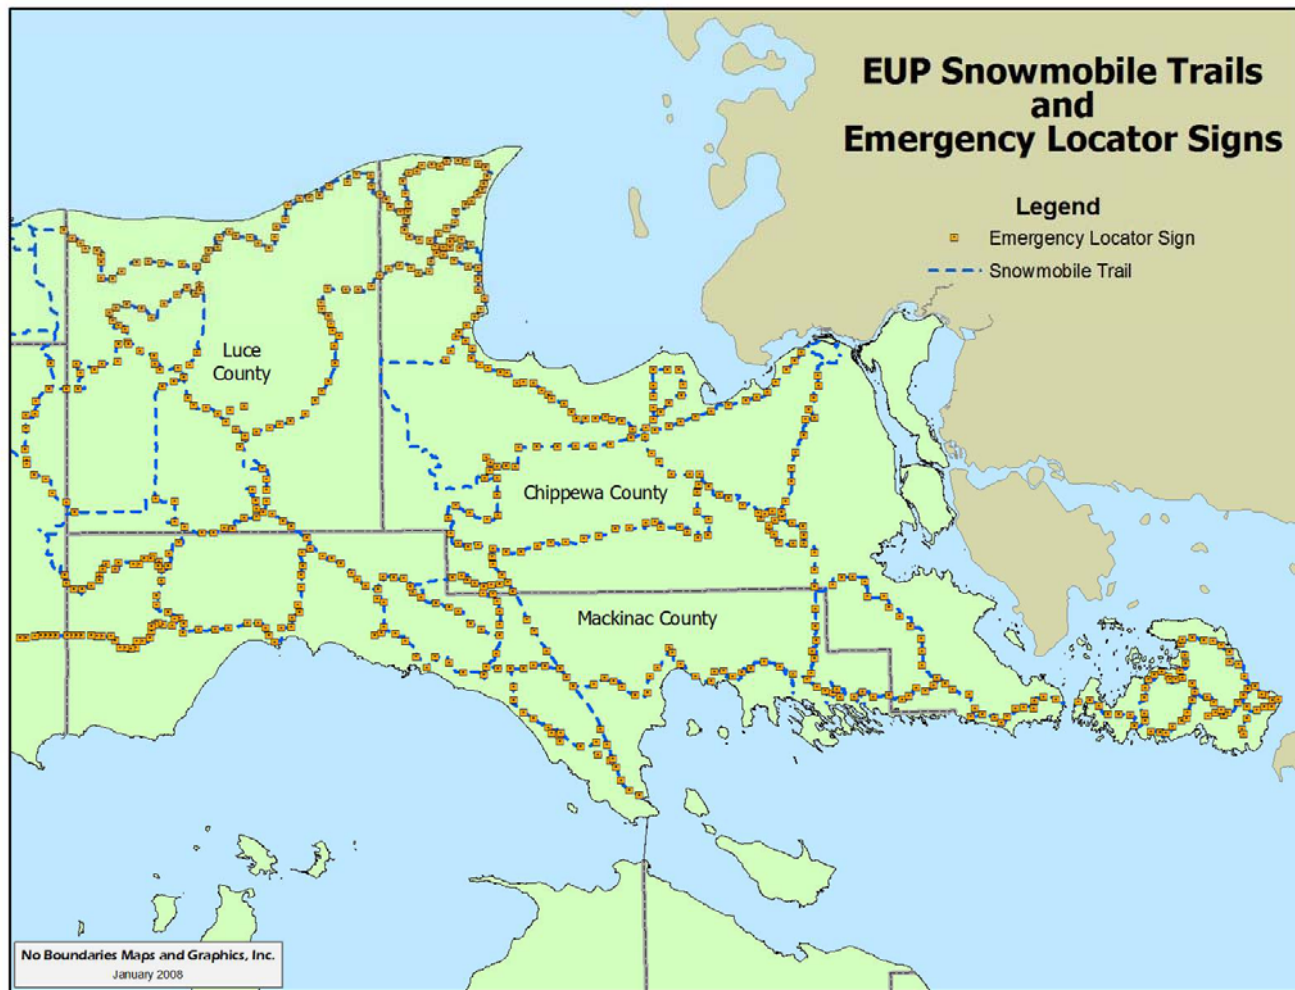 EUP Snowmobile Trails
and
Emergency Locator Signs
Legend
Emergency Locator Sign
Snowmobile Trail
Luce
County
Chippewa County
Mackinac County
No Boundaries Maps and Graphics, Inc.
January 2008